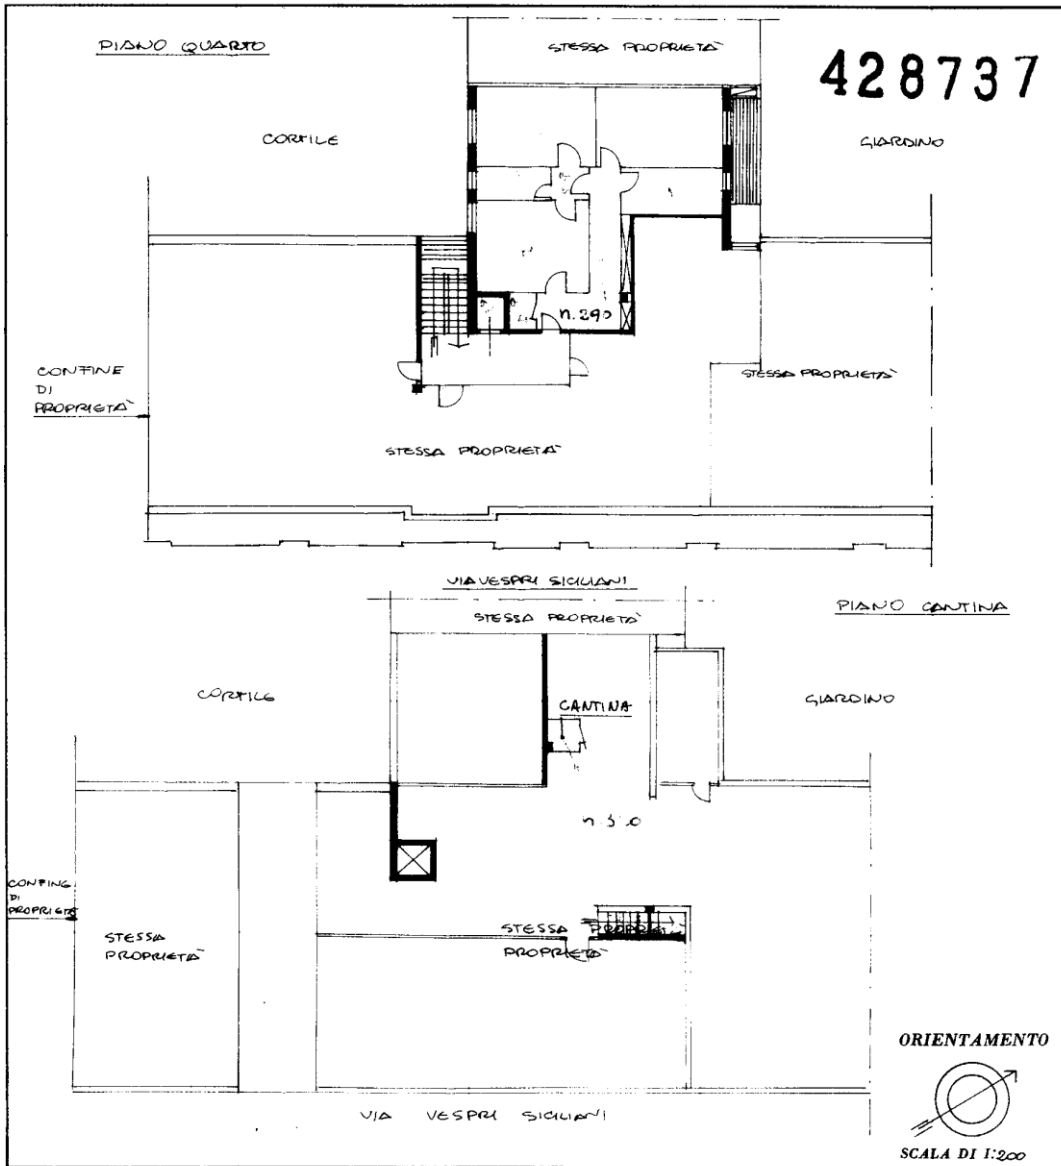 PIANO QUARTO
STESSA PROPRIETÀ
428737
CORTILE
GIARDINO
n. 290
CONFINE
DI
PROPRIETÀ
STESSA PROPRIETÀ
STESSA PROPRIETÀ
VIA VESPRI SICILIANI
PIANO CANTINA
STESSA PROPRIETÀ
CORTILE
GIARDINO
CANTINA
CONFINE
DI
PROPRIETÀ
STESSA
PROPRIETÀ
STESSA PROPRIE
PROPRIETÀ
VIA VESPRI SICILIANI
ORIENTAMENTO
SCALA DI 1:200